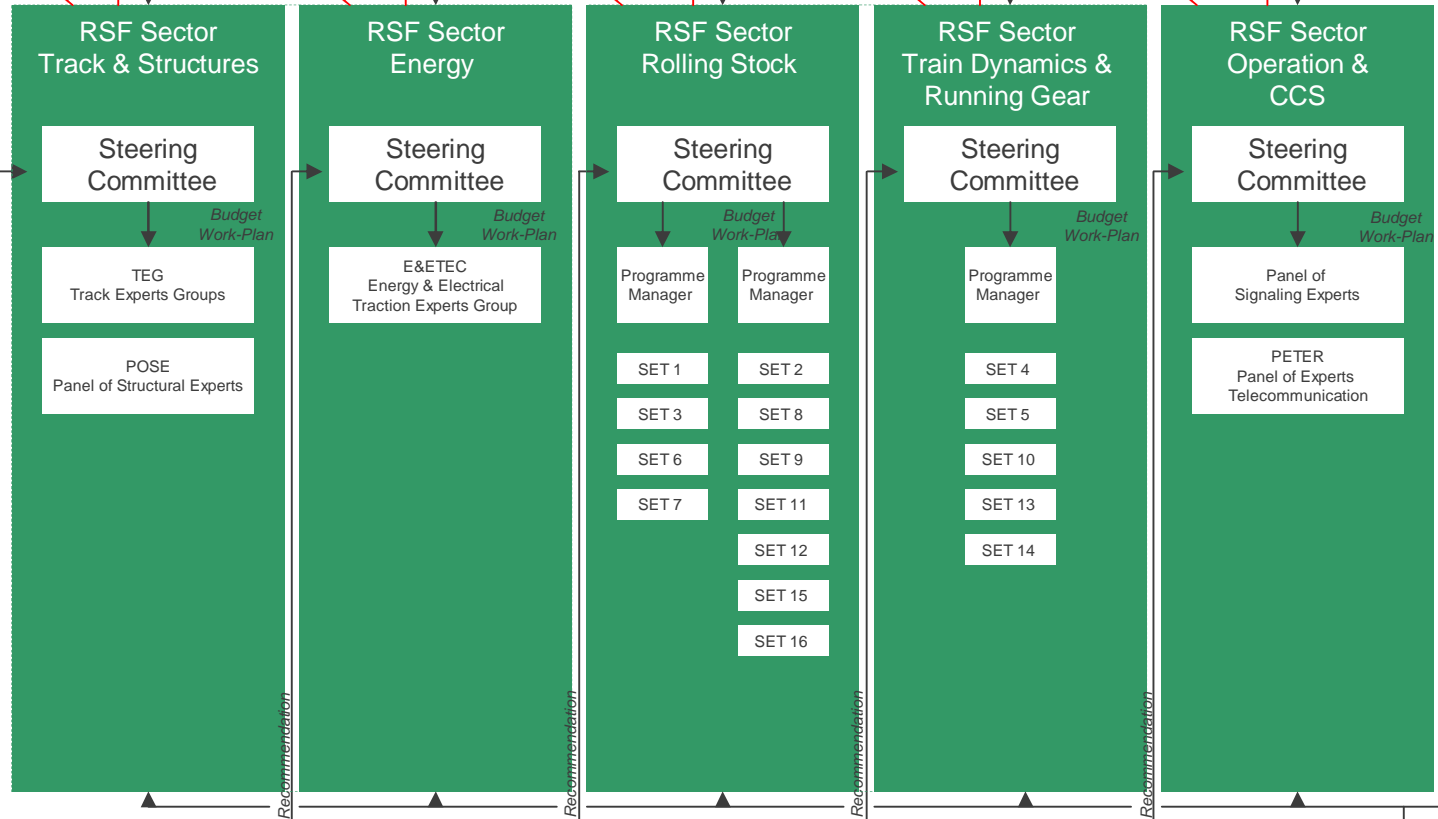 RSF Sector
Track & Structures
Steering
Committee
Budget
Work-Plan
TEG
Track Experts Groups
POSE
Panel of Structural Experts
Recommendation
RSF Sector
Energy
Steering
Committee
Budget
Work-Plan
E&ETEC
Energy & Electrical
Traction Experts Group
Recommendation
RSF Sector
Rolling Stock
Steering
Committee
Budget
Work-Plan
Programme
Manager
SET 1
SET 3
SET 6
SET 7
Programme
Manager
SET 2
SET 8
SET 9
SET 11
SET 12
SET 15
SET 16
Recommendation
RSF Sector
Train Dynamics &
Running Gear
Steering
Committee
Budget
Work-Plan
Programme
Manager
SET 4
SET 5
SET 10
SET 13
SET 14
Recommendation
RSF Sector
Operation &
CCS
Steering
Committee
Budget
Work-Plan
Panel of
Signaling Experts
PETER
Panel of Experts
Telecommunication